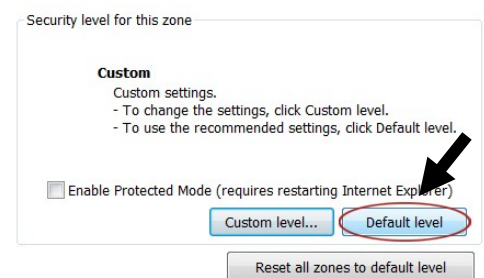 Security level for this zone
Custom
Custom settings.
- To change the settings, click Custom level.
- To use the recommended settings, click Default level.
Enable Protected Mode (requires restarting Internet Explorer)
Custom level... Default level
Reset all zones to default level